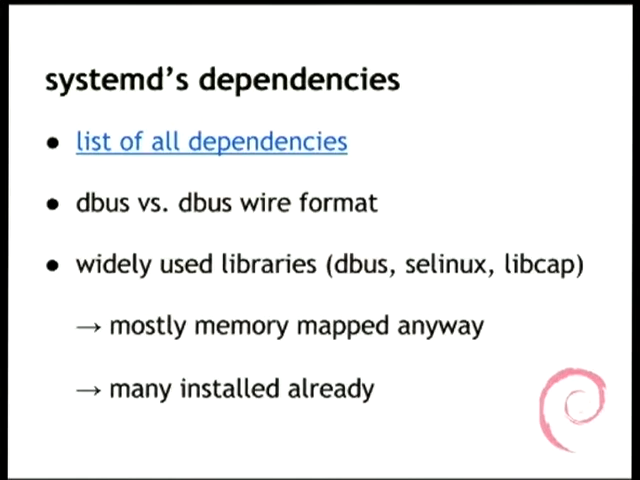 systemd's dependencies
● list of all dependencies
● dbus vs. dbus wire format
● widely used libraries (dbus, selinux, libcap)
→ mostly memory mapped anyway
→ many installed already